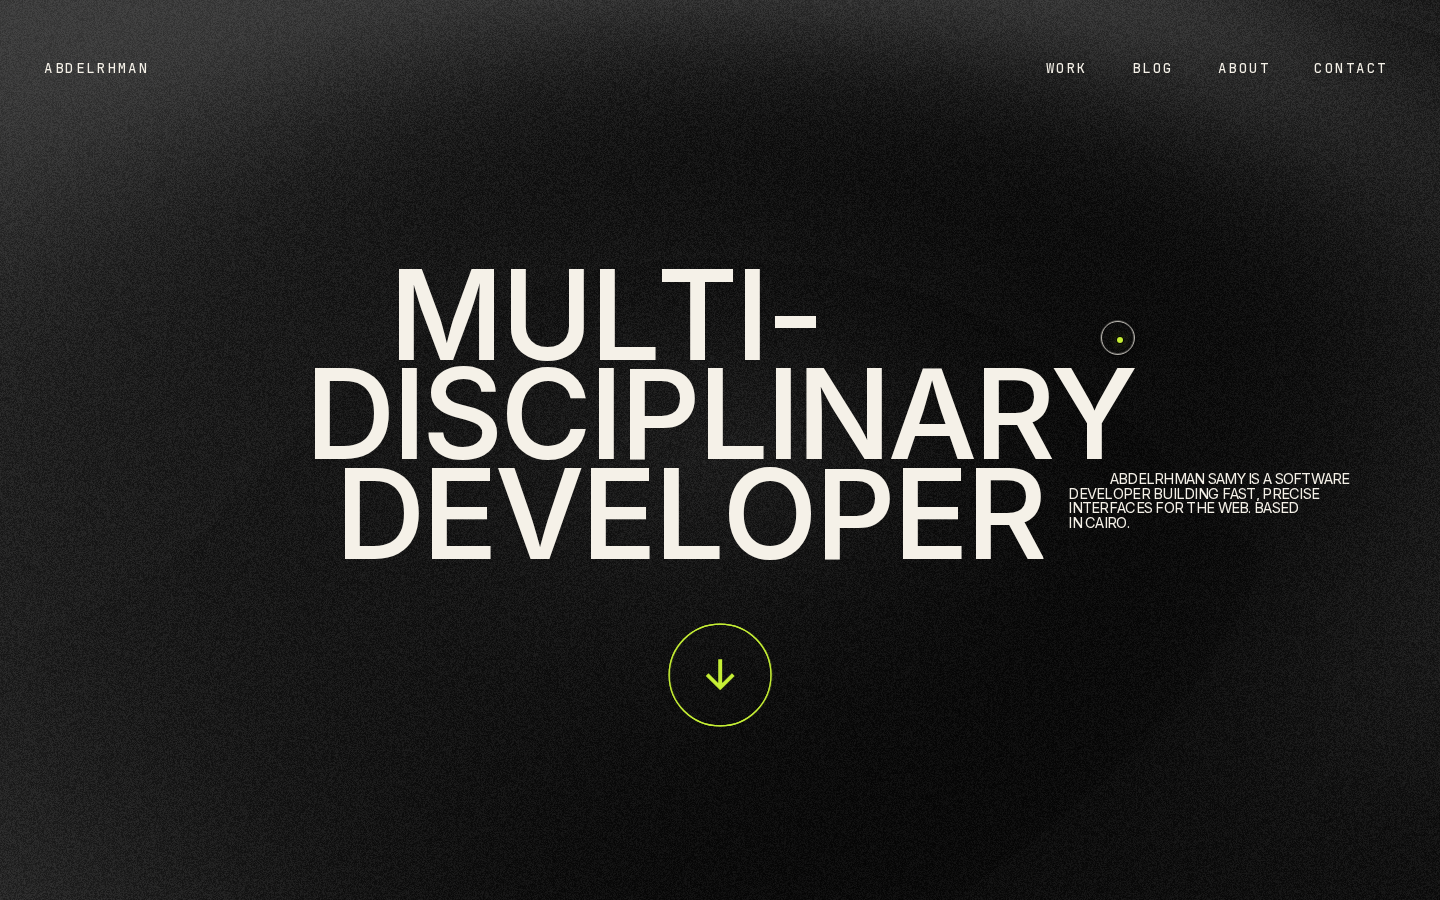 ABDELRHMAN
WORK BLOG ABOUT CONTACT
MULTI-
DISCIPLINARY
DEVELOPER
ABDELRHMAN SAMY IS A SOFTWARE
DEVELOPER BUILDING FAST, PRECISE
INTERFACES FOR THE WEB. BASED
IN CAIRO.